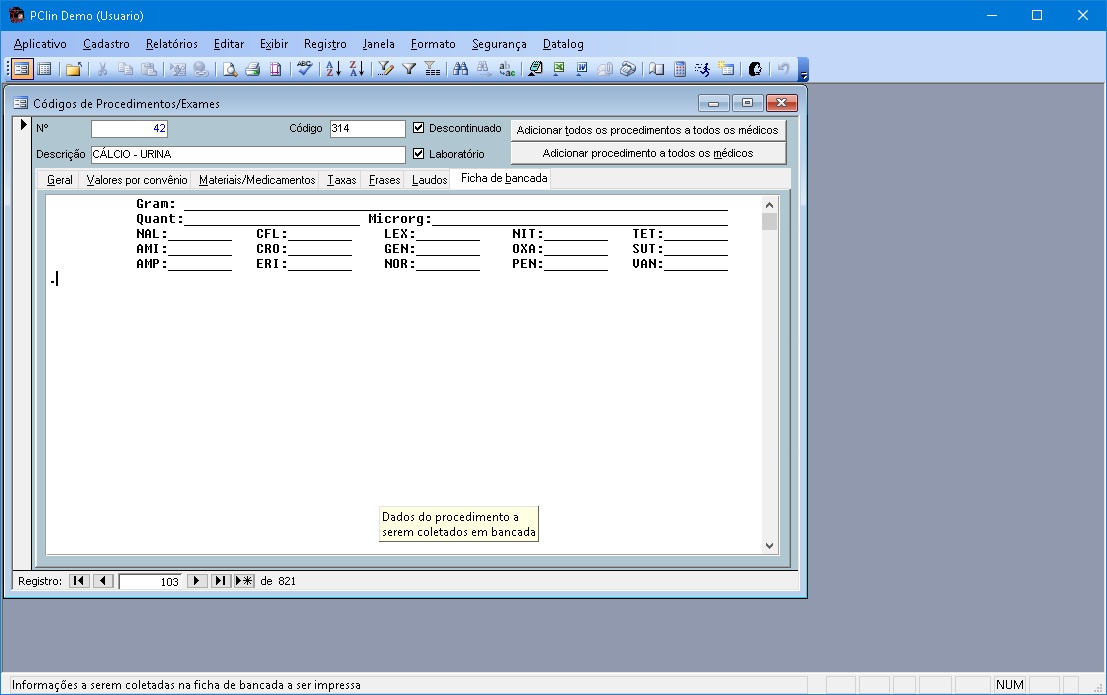 PClin Demo (Usuario)
Aplicativo Cadastro Relatórios Editar Exibir Registro Janela Formato Segurança Datalog
Códigos de Procedimentos/Exames
Nº 42 Código 314 Descontinuado Adicionar todos os procedimentos a todos os médicos
Descrição CÁLCIO - URINA Laboratório Adicionar procedimento a todos os médicos
Geral Valores por convênio Materiais/Medicamentos Taxas Frases Laudos Ficha de bancada
Gram: ____________________________________________________________________
Quant:______________________ Microrg:_____________________________________
NAL:________ CFL:________ LEX:________ NIT:________ TET:________
AMI:________ CRO:________ GEN:________ OXA:________ SUT:________
AMP:________ ERI:________ NOR:________ PEN:________ VAN:________
.
Dados do procedimento a
serem coletados em bancada
Registro: 103 de 821
Informações a serem coletadas na ficha de bancada a ser impressa NUM